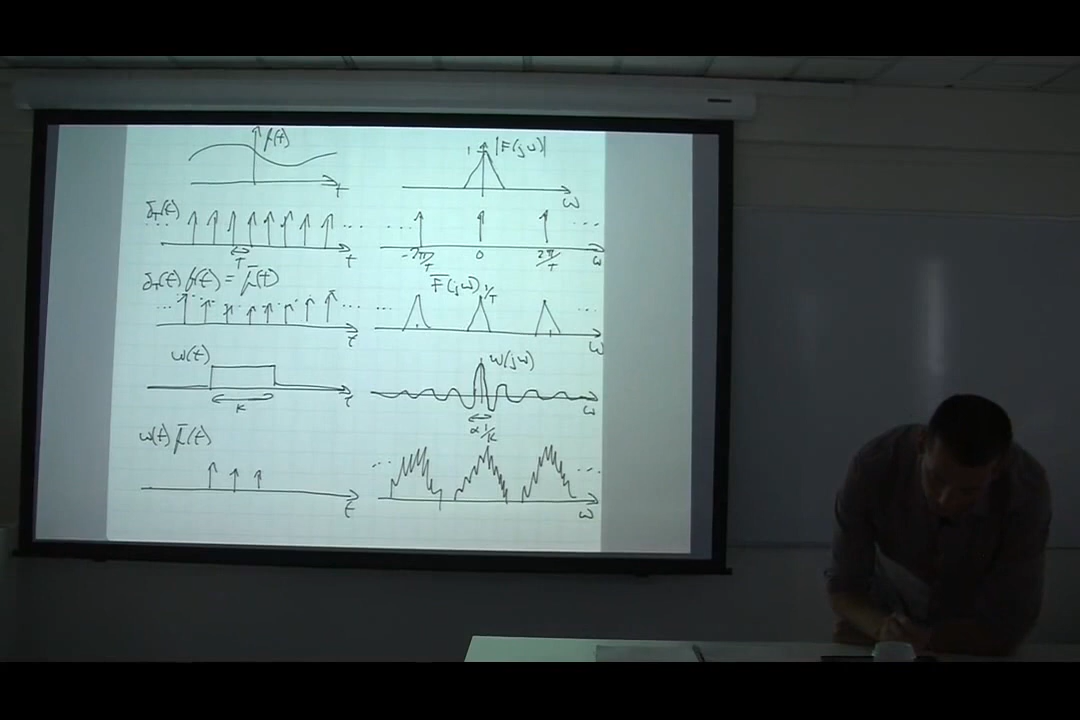 f(t)
t
1 |F(jω)|
ω
δT(t)
... ...
T
t
... ...
-2π/T 0 2π/T
ω
δT(t) f(t) = f̄(t)
... ...
t
F̄(jω)
1/T
... ...
ω
w(t)
K
t
W(jω)
ω
α 1/K
w(t) f̄(t)
t
... ...
ω